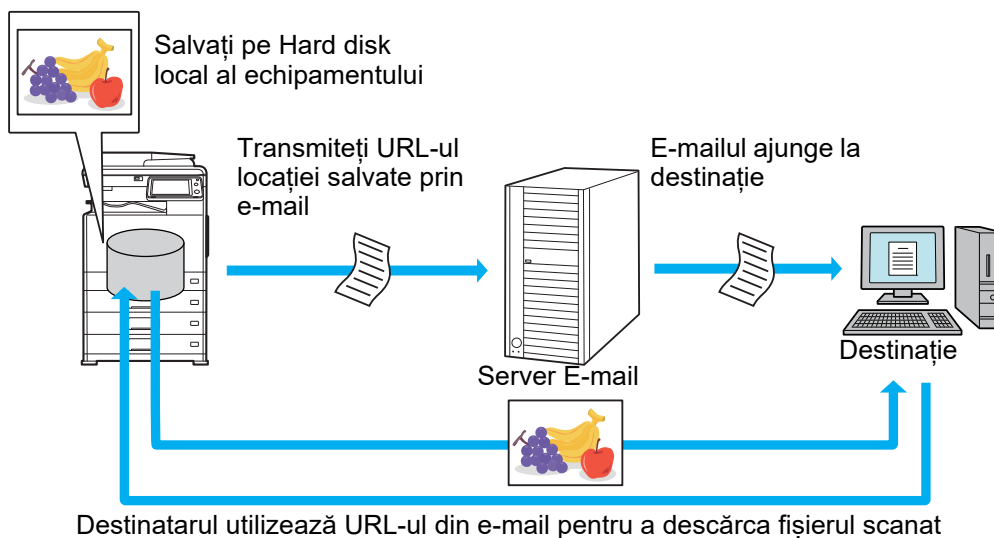 Salvați pe Hard disk
local al echipamentului
Transmiteți URL-ul
locației salvate prin
e-mail
E-mailul ajunge la
destinație
Server E-mail
Destinație
Destinatarul utilizează URL-ul din e-mail pentru a descărca fișierul scanat